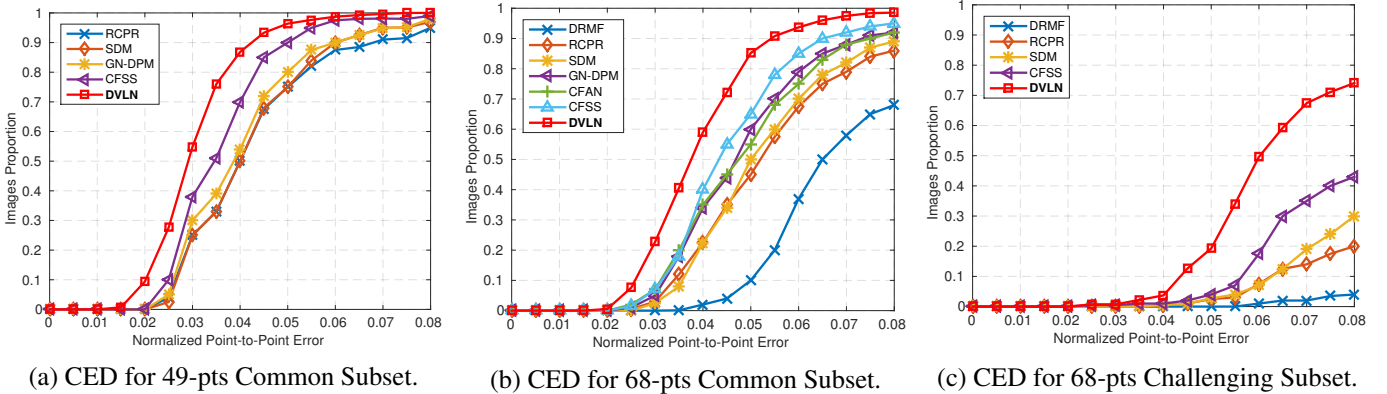 1
0.9
0.8
0.7
0.6
0.5
0.4
0.3
0.2
0.1
0
Images Proportion
RCPR
SDM
GN-DPM
CFSS
DVLN
0 0.01 0.02 0.03 0.04 0.05 0.06 0.07 0.08
Normalized Point-to-Point Error
(a) CED for 49-pts Common Subset.
1
0.9
0.8
0.7
0.6
0.5
0.4
0.3
0.2
0.1
0
Images Proportion
DRMF
RCPR
SDM
GN-DPM
CFAN
CFSS
DVLN
0 0.01 0.02 0.03 0.04 0.05 0.06 0.07 0.08
Normalized Point-to-Point Error
(b) CED for 68-pts Common Subset.
1
0.9
0.8
0.7
0.6
0.5
0.4
0.3
0.2
0.1
0
Images Proportion
DRMF
RCPR
SDM
CFSS
DVLN
0 0.01 0.02 0.03 0.04 0.05 0.06 0.07 0.08
Normalized Point-to-Point Error
(c) CED for 68-pts Challenging Subset.